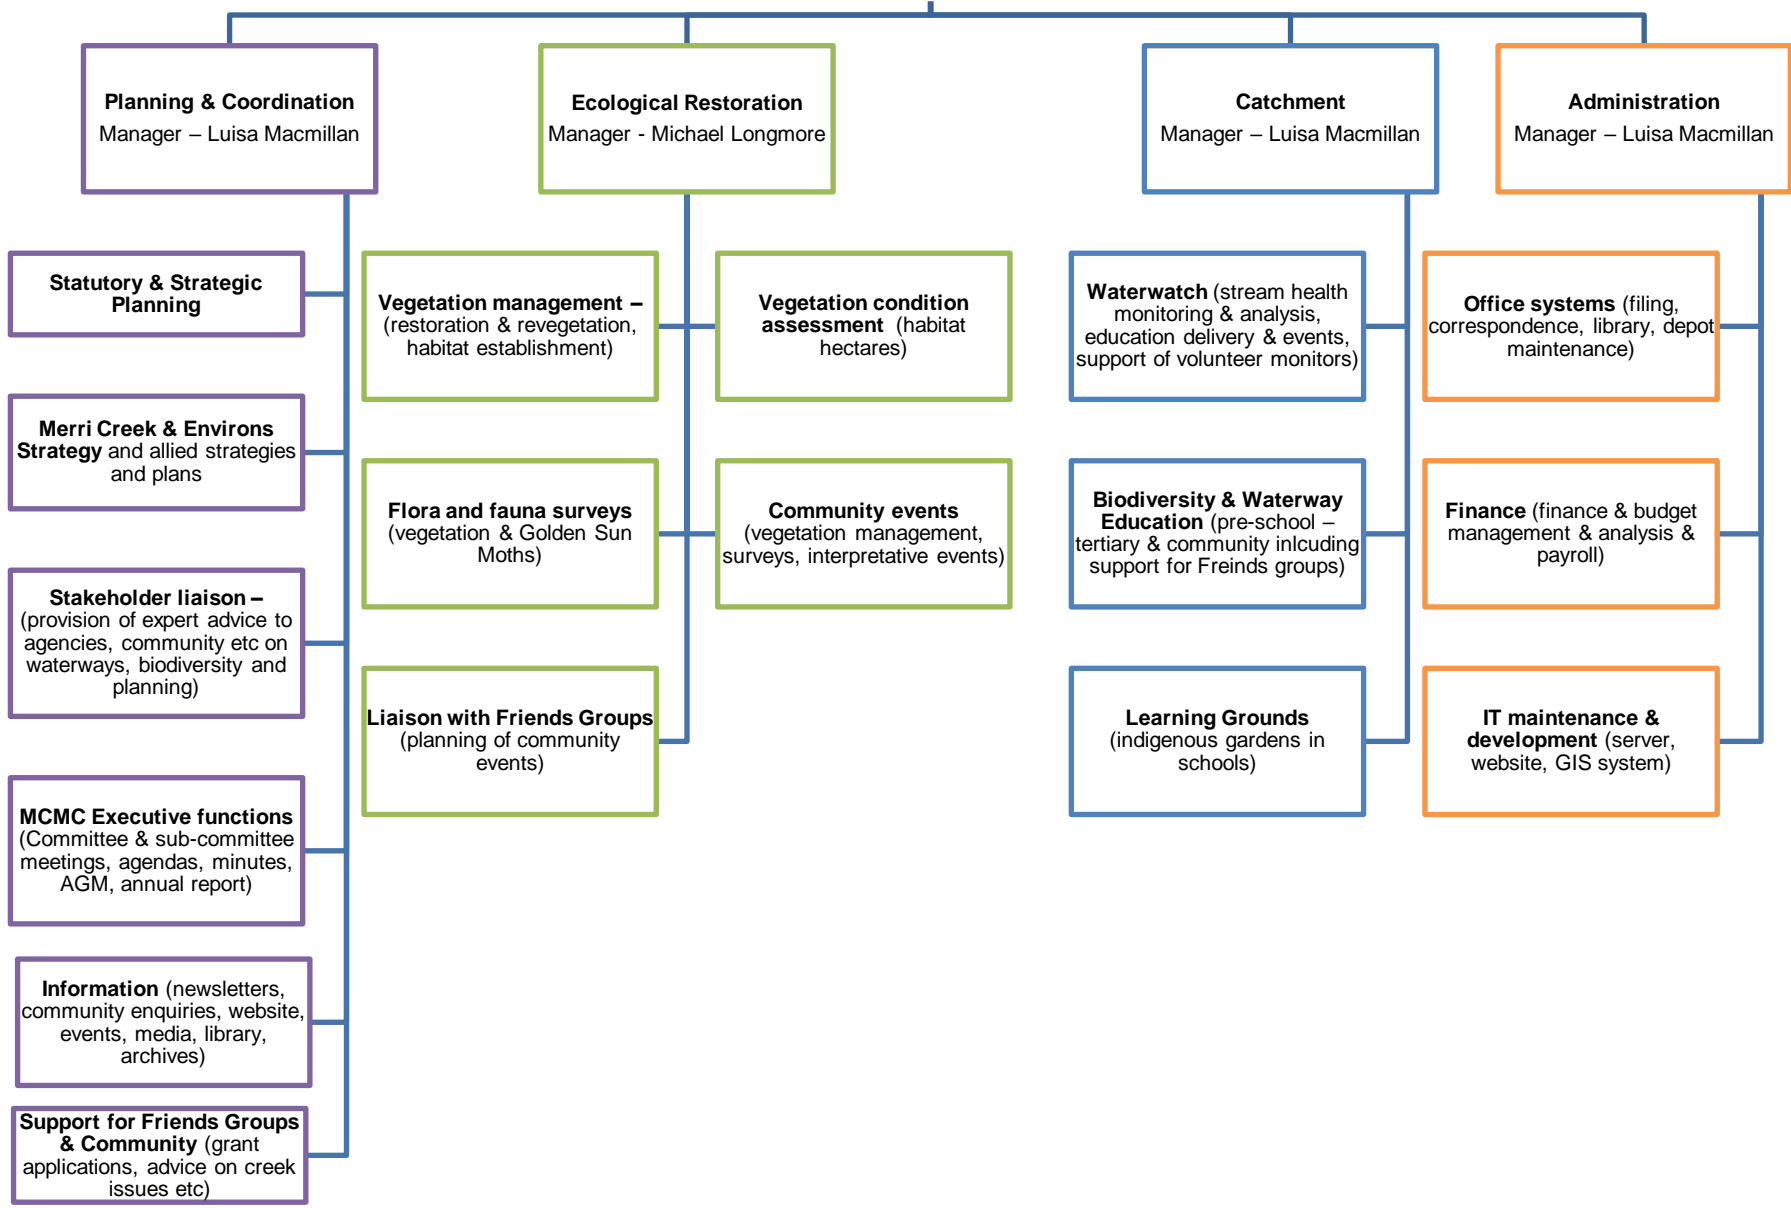 Planning & Coordination
Manager – Luisa Macmillan
Ecological Restoration
Manager - Michael Longmore
Catchment
Manager – Luisa Macmillan
Administration
Manager – Luisa Macmillan
Statutory & Strategic
Planning
Merri Creek & Environs
Strategy and allied strategies
and plans
Stakeholder liaison –
(provision of expert advice to
agencies, community etc on
waterways, biodiversity and
planning)
MCMC Executive functions
(Committee & sub-committee
meetings, agendas, minutes,
AGM, annual report)
Information (newsletters,
community enquiries, website,
events, media, library,
archives)
Support for Friends Groups
& Community (grant
applications, advice on creek
issues etc)
Vegetation management –
(restoration & revegetation,
habitat establishment)
Vegetation condition
assessment (habitat
hectares)
Flora and fauna surveys
(vegetation & Golden Sun
Moths)
Community events
(vegetation management,
surveys, interpretative events)
Liaison with Friends Groups
(planning of community
events)
Waterwatch (stream health
monitoring & analysis,
education delivery & events,
support of volunteer monitors)
Biodiversity & Waterway
Education (pre-school –
tertiary & community inlcuding
support for Freinds groups)
Learning Grounds
(indigenous gardens in
schools)
Office systems (filing,
correspondence, library, depot
maintenance)
Finance (finance & budget
management & analysis &
payroll)
IT maintenance &
development (server,
website, GIS system)